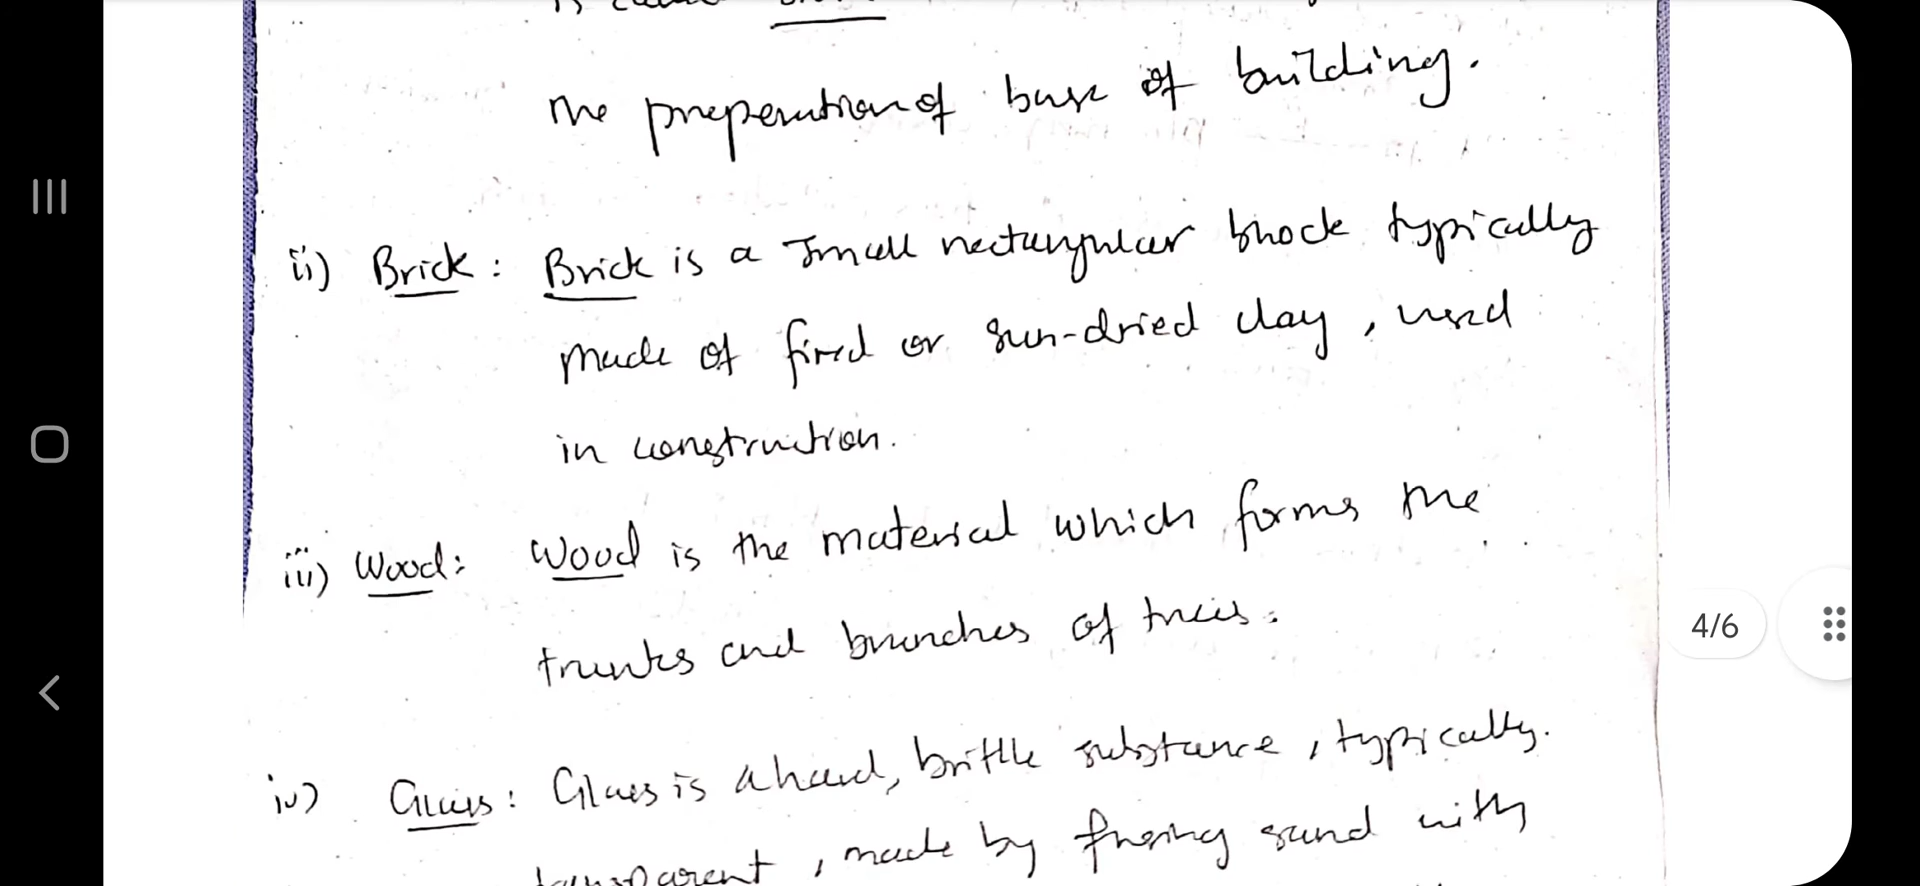 the preperation of base of building.
ii) Brick : Brick is a small rectangular block typically
made of fired or sun-dried clay, used
in construction.
iii) Wood : Wood is the material which forms the
trunks and branches of trees.
4/6
iv) Glass : Glass is a hard, brittle substance, typically.
transparent, made by fusing sand with